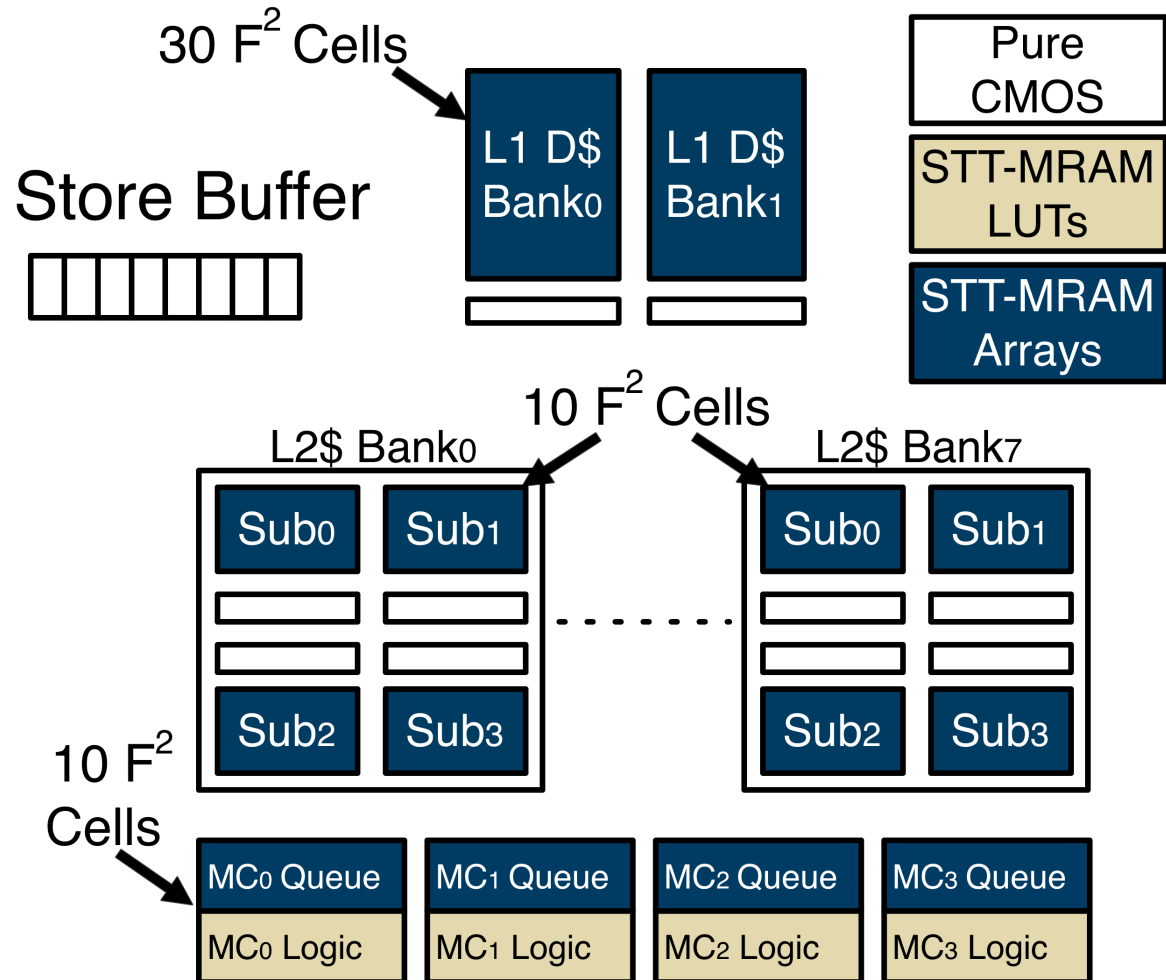 30 F² Cells
L1 D$
Bank0
L1 D$
Bank1
Pure
CMOS
STT-MRAM
LUTs
STT-MRAM
Arrays
Store Buffer
10 F² Cells
L2$ Bank0
L2$ Bank7
Sub0
Sub1
Sub0
Sub1
Sub2
Sub3
Sub2
Sub3
10 F²
Cells
MC0 Queue
MC1 Queue
MC2 Queue
MC3 Queue
MC0 Logic
MC1 Logic
MC2 Logic
MC3 Logic